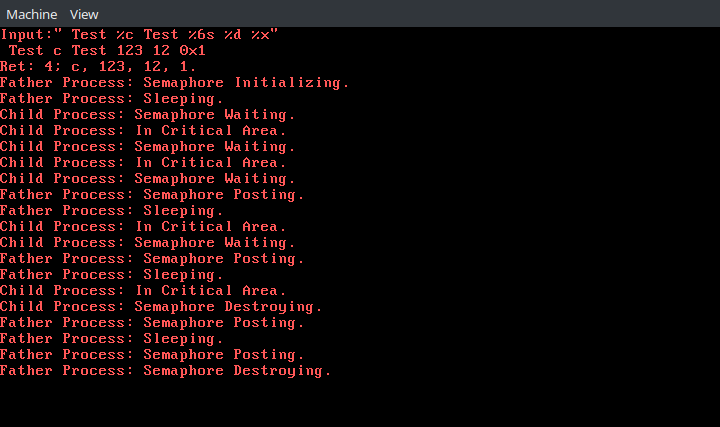 Machine View
Input:" Test %c Test %6s %d %x"
Test c Test 123 12 0x1
Ret: 4; c, 123, 12, 1.
Father Process: Semaphore Initializing.
Father Process: Sleeping.
Child Process: Semaphore Waiting.
Child Process: In Critical Area.
Child Process: Semaphore Waiting.
Child Process: In Critical Area.
Child Process: Semaphore Waiting.
Father Process: Semaphore Posting.
Father Process: Sleeping.
Child Process: In Critical Area.
Child Process: Semaphore Waiting.
Father Process: Semaphore Posting.
Father Process: Sleeping.
Child Process: In Critical Area.
Child Process: Semaphore Destroying.
Father Process: Semaphore Posting.
Father Process: Sleeping.
Father Process: Semaphore Posting.
Father Process: Semaphore Destroying.